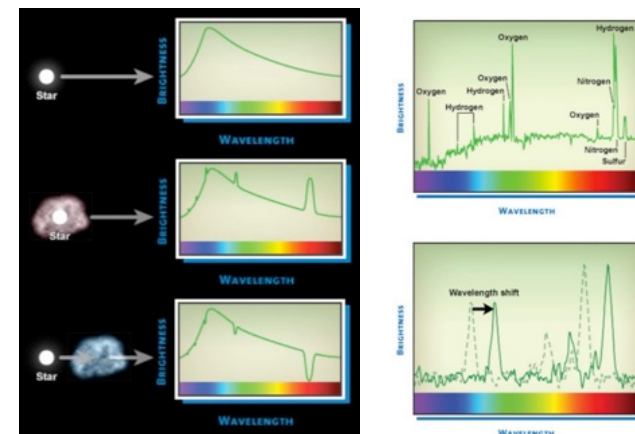 Star
BRIGHTNESS
WAVELENGTH
Star
BRIGHTNESS
WAVELENGTH
Star
BRIGHTNESS
WAVELENGTH
Hydrogen
Oxygen
Oxygen
Nitrogen
Oxygen
Hydrogen
Hydrogen
Oxygen
Nitrogen
Sulfur
BRIGHTNESS
WAVELENGTH
Wavelength shift
BRIGHTNESS
WAVELENGTH